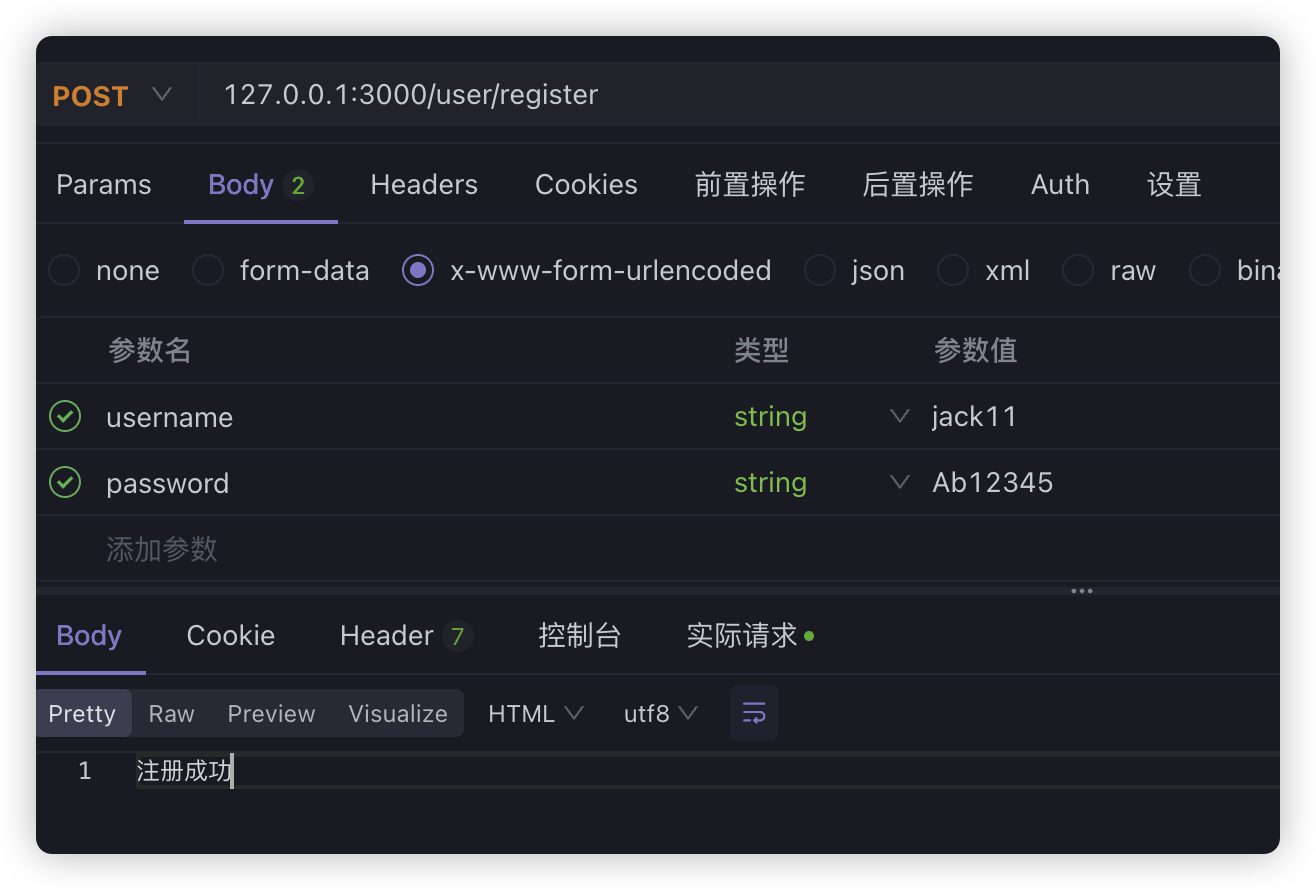 POST 127.0.0.1:3000/user/register
Params Body 2 Headers Cookies 前置操作 后置操作 Auth 设置
none form-data x-www-form-urlencoded json xml raw bina
参数名 类型 参数值
username string jack11
password string Ab12345
添加参数
Body Cookie Header 7 控制台 实际请求
Pretty Raw Preview Visualize HTML utf8
1 注册成功